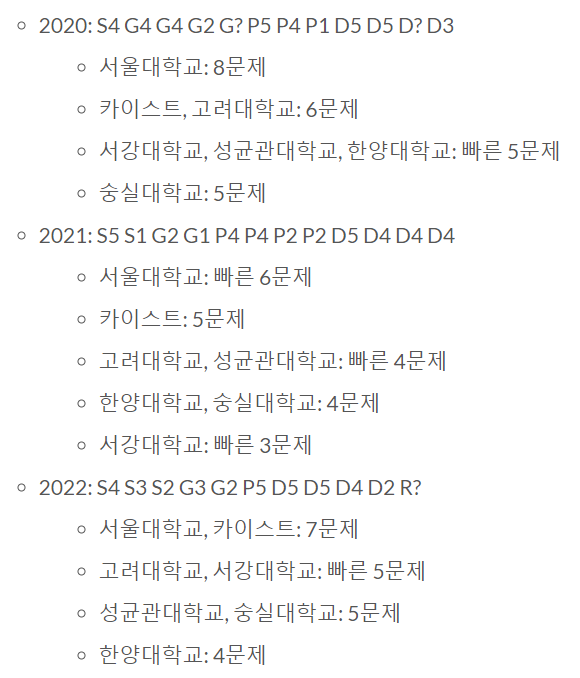 2020: S4 G4 G4 G2 G? P5 P4 P1 D5 D5 D? D3
서울대학교: 8문제
카이스트, 고려대학교: 6문제
서강대학교, 성균관대학교, 한양대학교: 빠른 5문제
숭실대학교: 5문제
2021: S5 S1 G2 G1 P4 P4 P2 P2 D5 D4 D4 D4
서울대학교: 빠른 6문제
카이스트: 5문제
고려대학교, 성균관대학교: 빠른 4문제
한양대학교, 숭실대학교: 4문제
서강대학교: 빠른 3문제
2022: S4 S3 S2 G3 G2 P5 D5 D5 D4 D2 R?
서울대학교, 카이스트: 7문제
고려대학교, 서강대학교: 빠른 5문제
성균관대학교, 숭실대학교: 5문제
한양대학교: 4문제